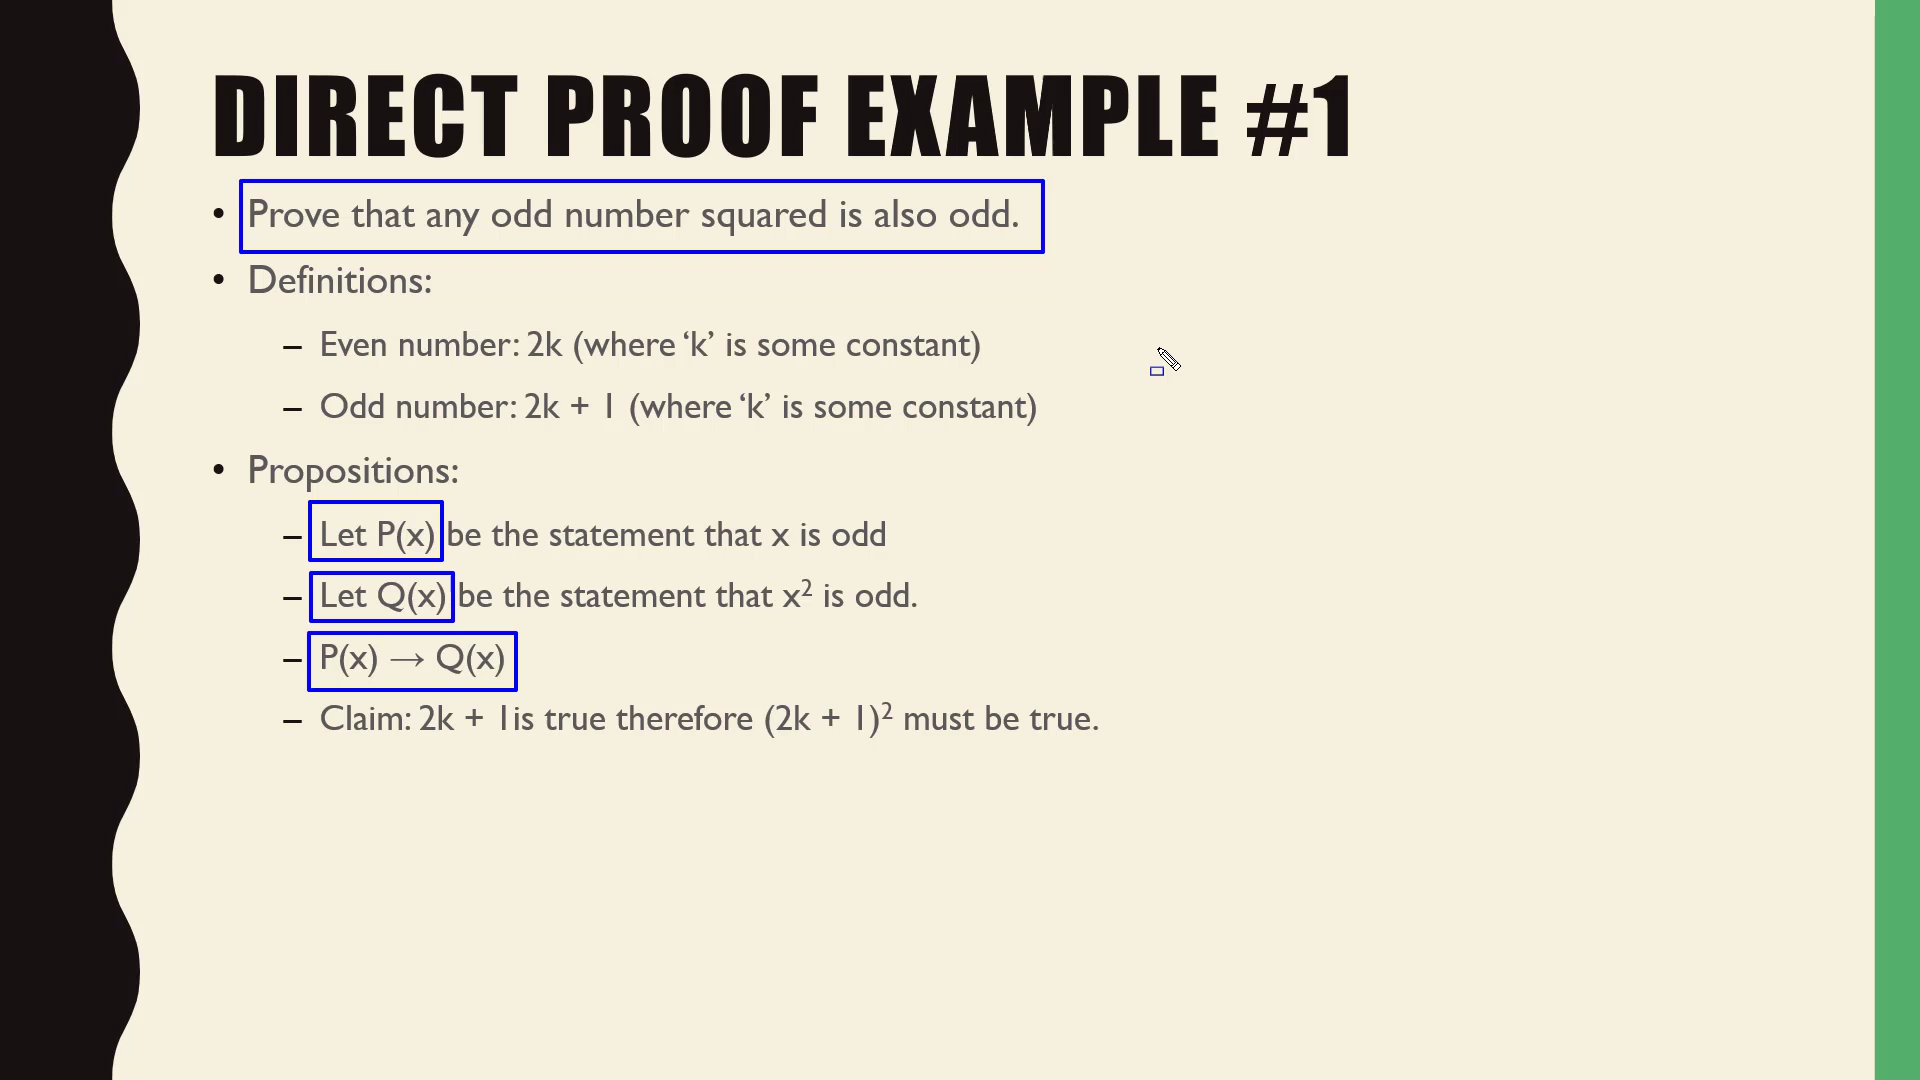 DIRECT PROOF EXAMPLE #1
• Prove that any odd number squared is also odd.
• Definitions:
– Even number: 2k (where ‘k’ is some constant)
– Odd number: 2k + 1 (where ‘k’ is some constant)
• Propositions:
– Let P(x) be the statement that x is odd
– Let Q(x) be the statement that x² is odd.
– P(x) → Q(x)
– Claim: 2k + 1is true therefore (2k + 1)² must be true.